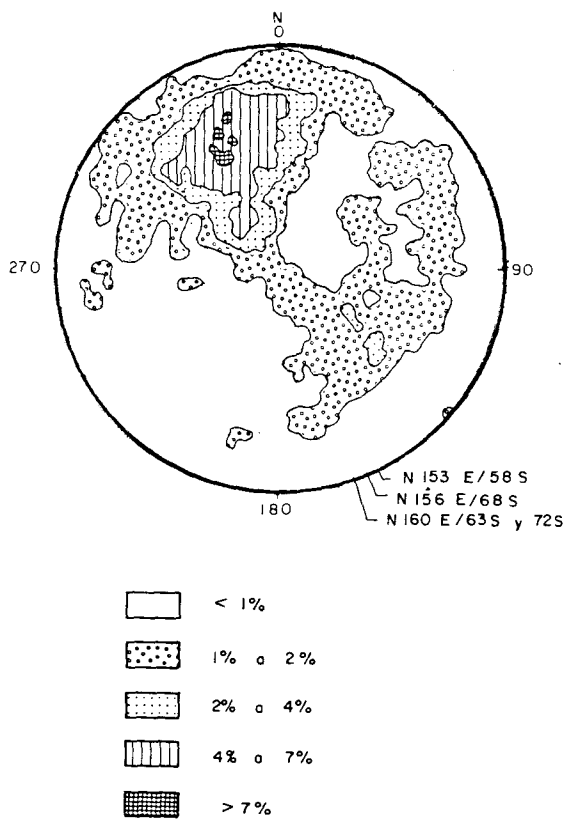 N
0
270
90
N 153 E/58 S
N 156 E/68 S
N 160 E/63 S y 72 S
180
< 1%
1% a 2%
2% a 4%
4% a 7%
> 7%